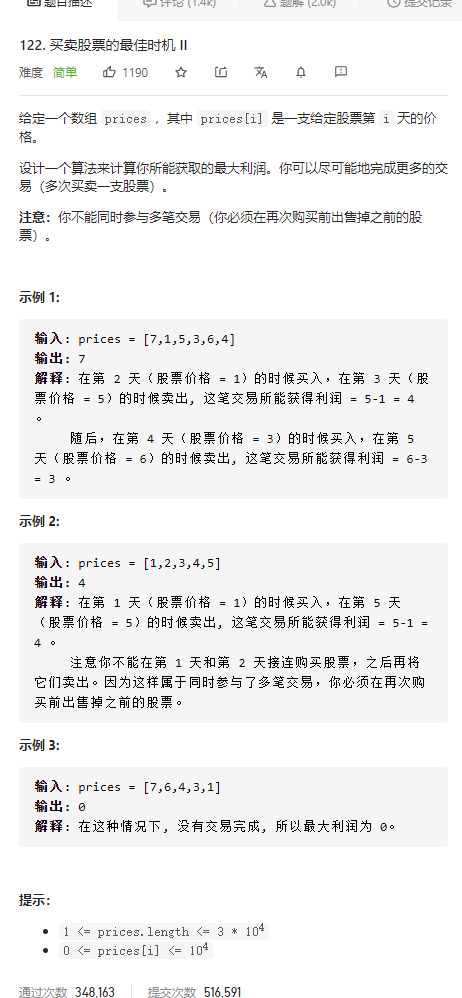 题目描述 评论 (1.4k) 题解 (2.0k) 提交记录
122. 买卖股票的最佳时机 II
难度 简单 1190
给定一个数组 prices ，其中 prices[i] 是一支给定股票第 i 天的价
格。
设计一个算法来计算你所能获取的最大利润。你可以尽可能地完成更多的交
易（多次买卖一支股票）。
注意：你不能同时参与多笔交易（你必须在再次购买前出售掉之前的股
票）。
示例 1:
输入: prices = [7,1,5,3,6,4]
输出: 7
解释: 在第 2 天（股票价格 = 1）的时候买入，在第 3 天（股
票价格 = 5）的时候卖出, 这笔交易所能获得利润 = 5-1 = 4
。
随后，在第 4 天（股票价格 = 3）的时候买入，在第 5
天（股票价格 = 6）的时候卖出, 这笔交易所能获得利润 = 6-3
= 3 。
示例 2:
输入: prices = [1,2,3,4,5]
输出: 4
解释: 在第 1 天（股票价格 = 1）的时候买入，在第 5 天
（股票价格 = 5）的时候卖出, 这笔交易所能获得利润 = 5-1 =
4 。
注意你不能在第 1 天和第 2 天接连购买股票，之后再将
它们卖出。因为这样属于同时参与了多笔交易，你必须在再次购
买前出售掉之前的股票。
示例 3:
输入: prices = [7,6,4,3,1]
输出: 0
解释: 在这种情况下, 没有交易完成, 所以最大利润为 0。
提示：
• 1 <= prices.length <= 3 * 10⁴
• 0 <= prices[i] <= 10⁴
通过次数 348,163 提交次数 516,591